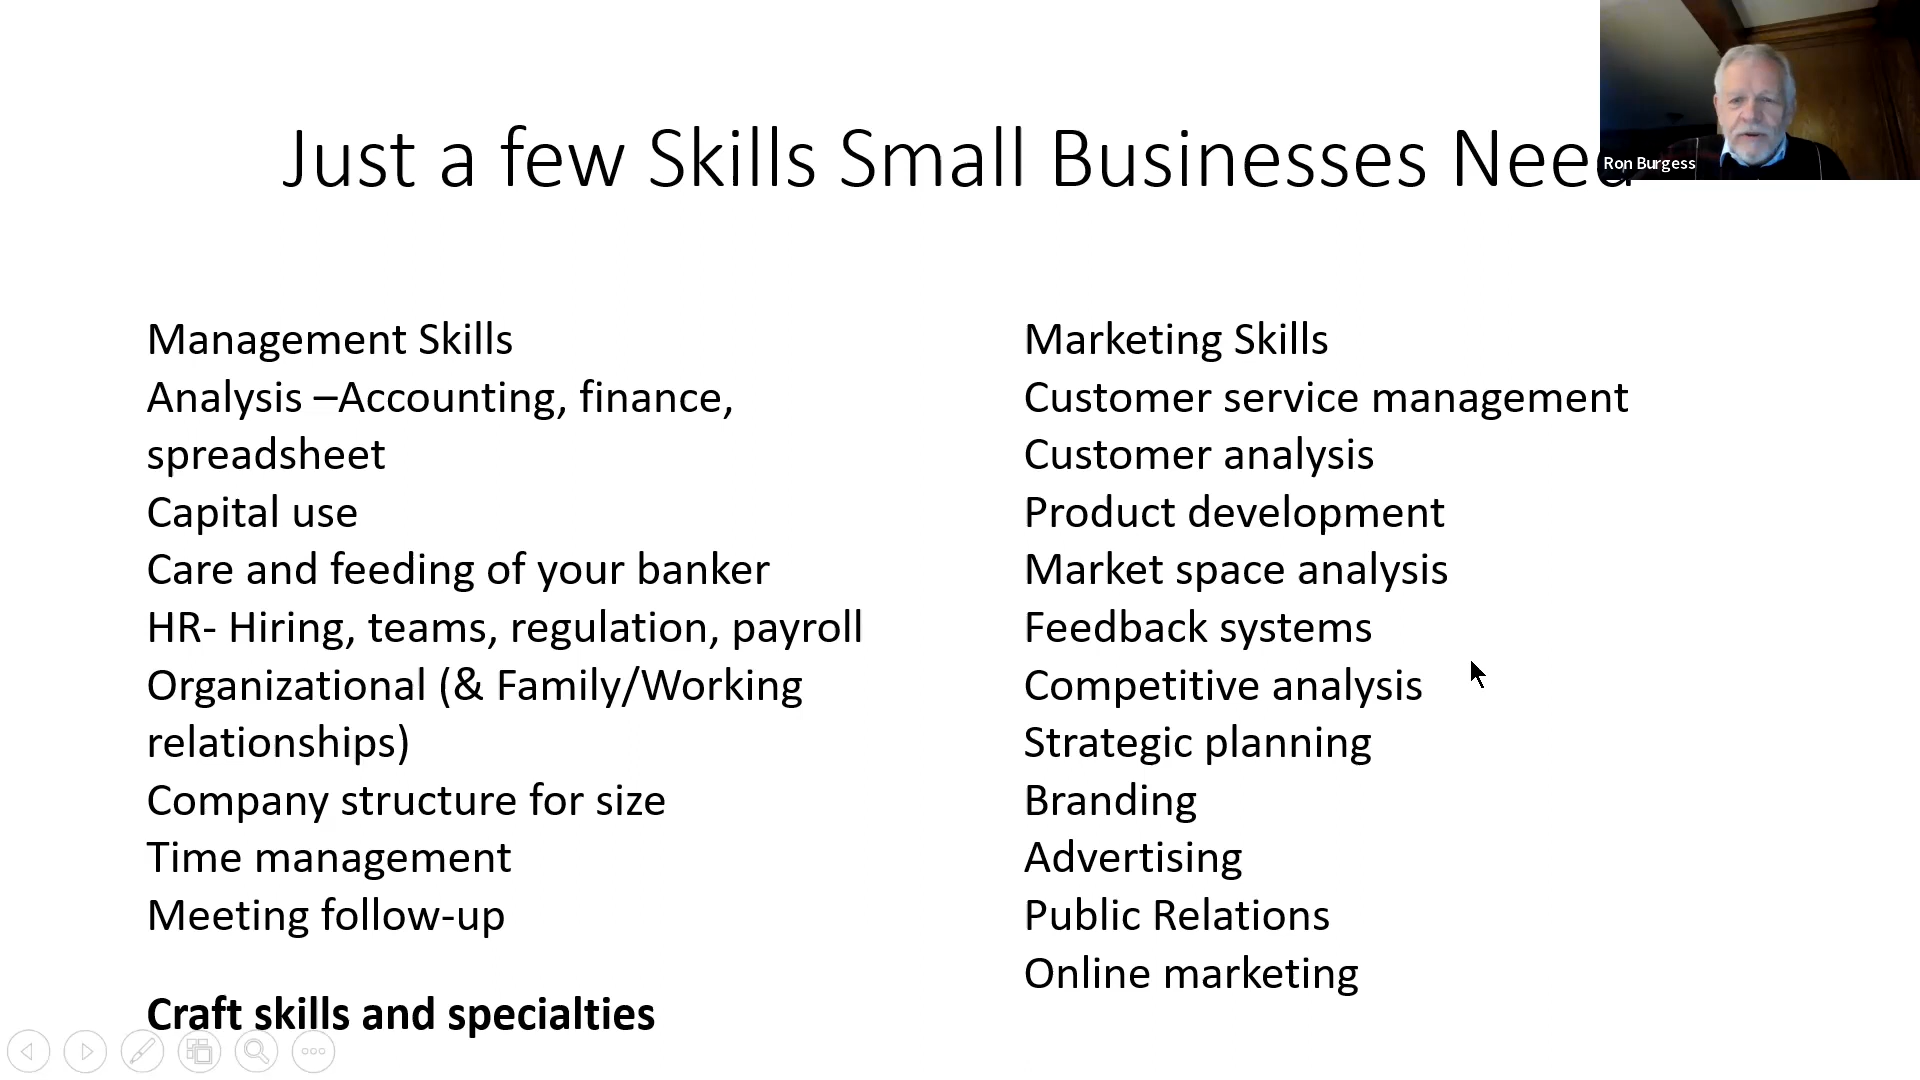 Just a few Skills Small Businesses Need
Ron Burgess
Management Skills
Analysis –Accounting, finance,
spreadsheet
Capital use
Care and feeding of your banker
HR- Hiring, teams, regulation, payroll
Organizational (& Family/Working
relationships)
Company structure for size
Time management
Meeting follow-up
Craft skills and specialties
Marketing Skills
Customer service management
Customer analysis
Product development
Market space analysis
Feedback systems
Competitive analysis
Strategic planning
Branding
Advertising
Public Relations
Online marketing